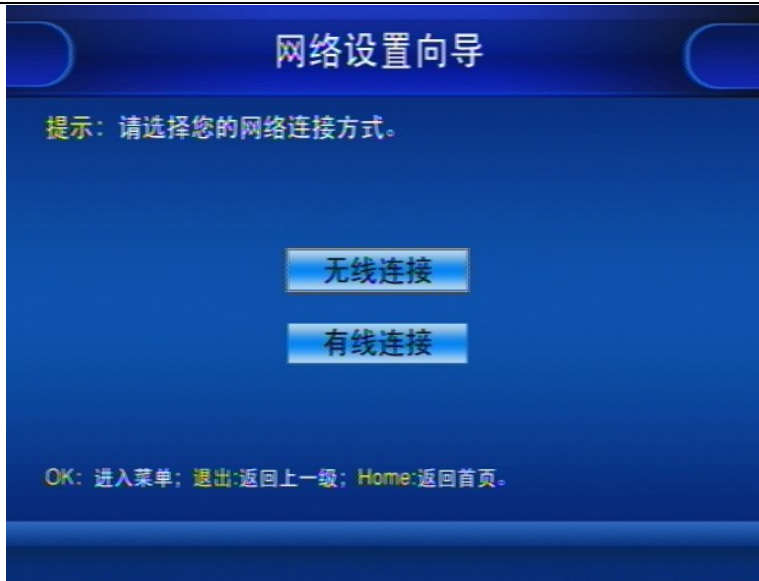 网络设置向导
提示：请选择您的网络连接方式。
无线连接
有线连接
OK：进入菜单；退出:返回上一级；Home:返回首页。